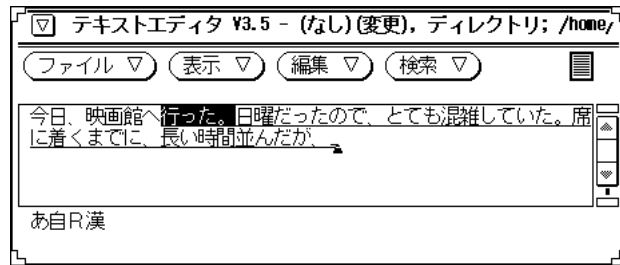 テキストエディタ V3.5 - (なし)(変更), ディレクトリ; /home/
ファイル 表示 編集 検索
今日、映画館へ行った。日曜だったので、とても混雑していた。席
に着くまでに、長い時間並んだが、
あ自R漢